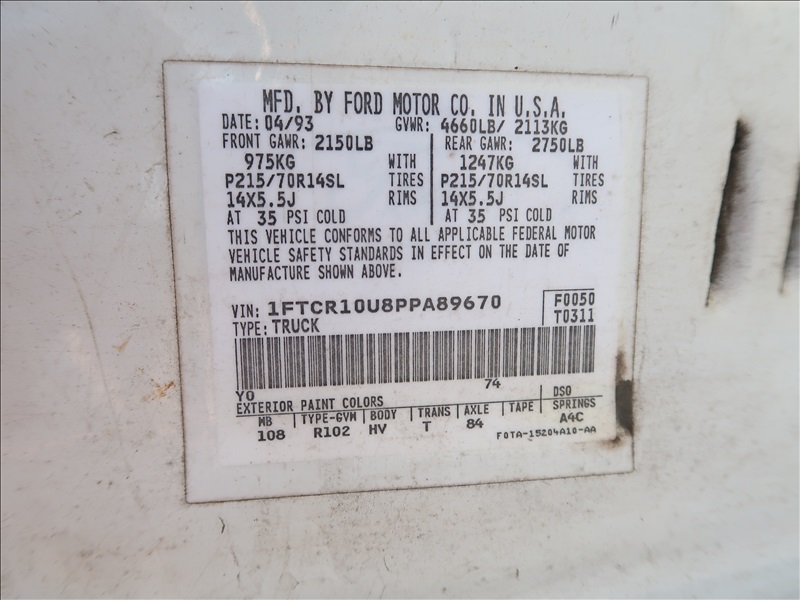 MFD. BY FORD MOTOR CO. IN U.S.A.
DATE: 04/93 GVWR: 4660LB/ 2113KG
FRONT GAWR: 2150LB REAR GAWR: 2750LB
975KG WITH 1247KG WITH
P215/70R14SL TIRES P215/70R14SL TIRES
14X5.5J RIMS 14X5.5J RIMS
AT 35 PSI COLD AT 35 PSI COLD
THIS VEHICLE CONFORMS TO ALL APPLICABLE FEDERAL MOTOR
VEHICLE SAFETY STANDARDS IN EFFECT ON THE DATE OF
MANUFACTURE SHOWN ABOVE.
VIN: 1FTCR10U8PPA89670 F0050
TYPE: TRUCK T0311
YO 74
EXTERIOR PAINT COLORS DSO
WB TYPE-GVM BODY TRANS AXLE TAPE SPRINGS
108 R102 HV T 84 A4C
F0TA-15204A10-AA